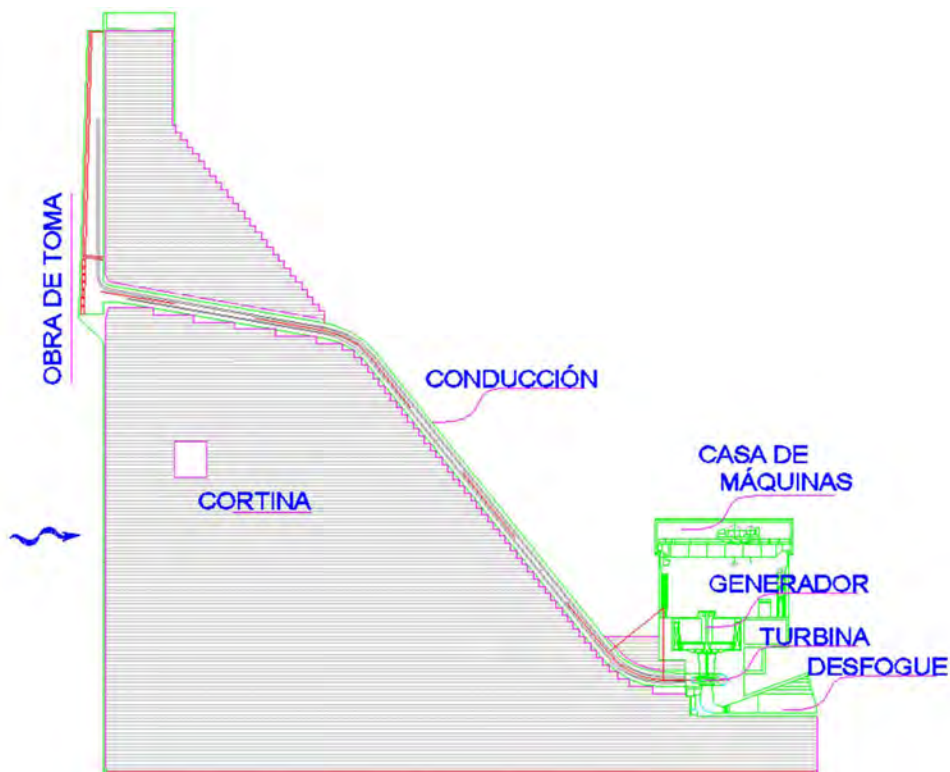 OBRA DE TOMA
CONDUCCIÓN
CORTINA
CASA DE
MÁQUINAS
GENERADOR
TURBINA
DESFOGUE